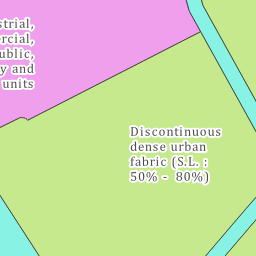 strial,
ercial,
ublic,
y and
units
Discontinuous
dense urban
fabric (S.L. :
50% - 80%)